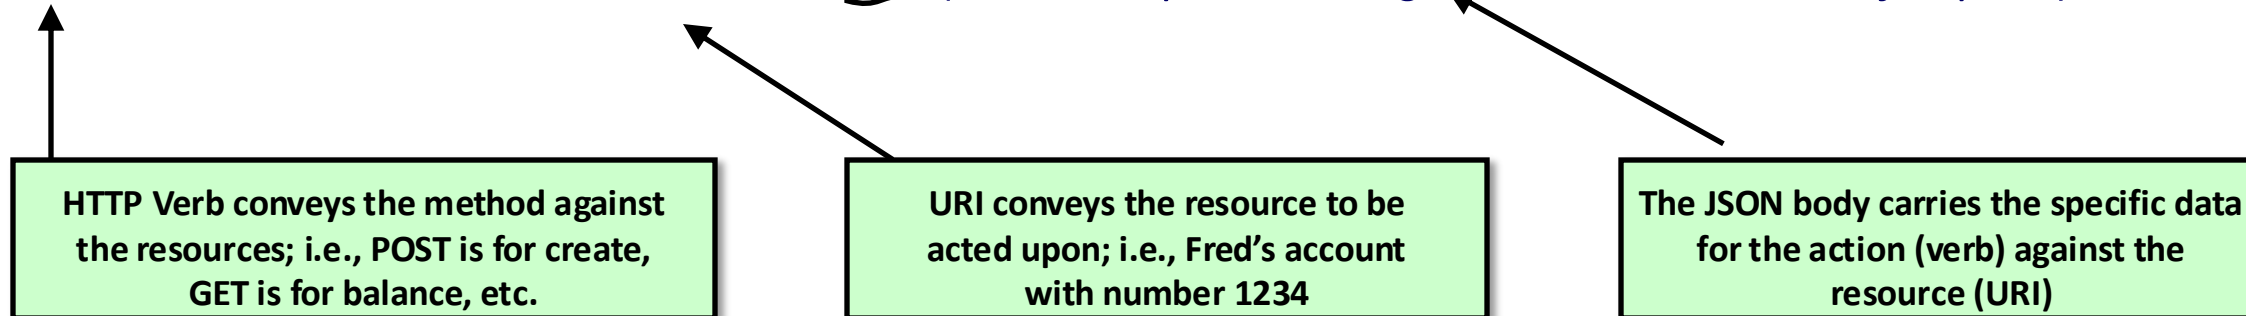 HTTP Verb conveys the method against
the resources; i.e., POST is for create,
GET is for balance, etc.
URI conveys the resource to be
acted upon; i.e., Fred's account
with number 1234
The JSON body carries the specific data
for the action (verb) against the
resource (URI)